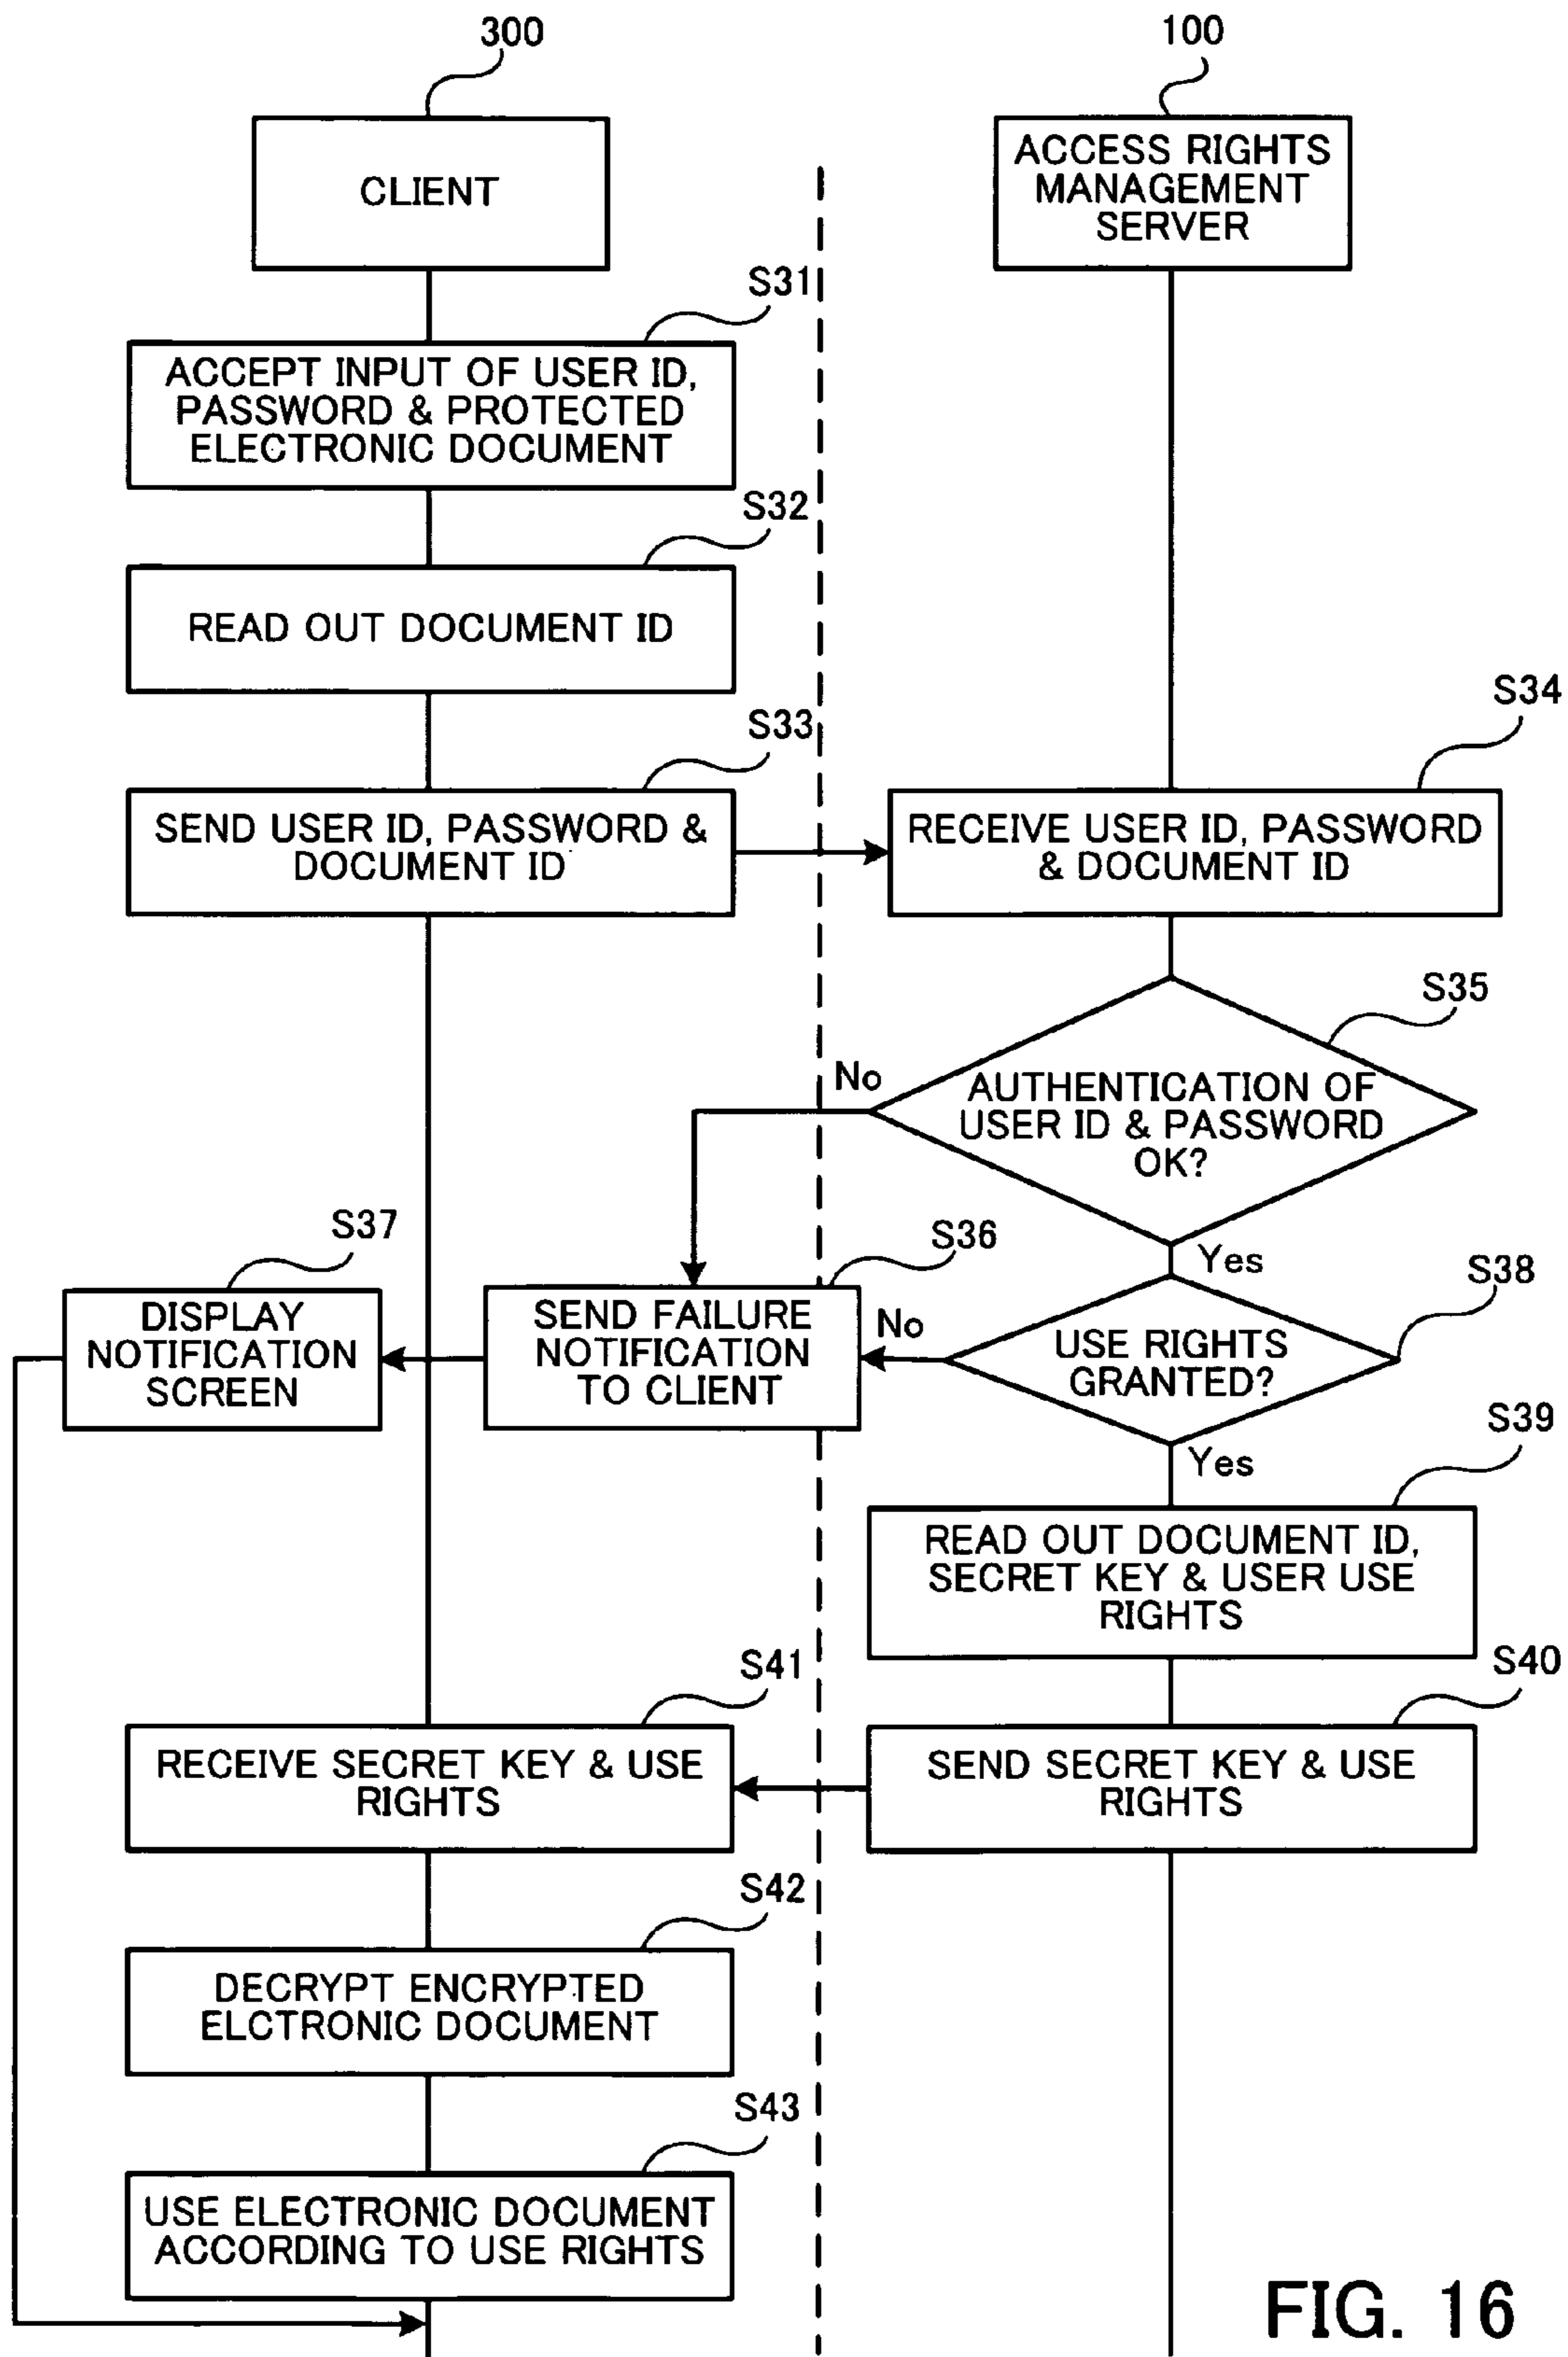 300
100
CLIENT
ACCESS RIGHTS
MANAGEMENT
SERVER
S31
ACCEPT INPUT OF USER ID,
PASSWORD & PROTECTED
ELECTRONIC DOCUMENT
S32
READ OUT DOCUMENT ID
S33
SEND USER ID, PASSWORD &
DOCUMENT ID
S34
RECEIVE USER ID, PASSWORD
& DOCUMENT ID
S35
No
AUTHENTICATION OF
USER ID & PASSWORD
OK?
Yes
S37
DISPLAY
NOTIFICATION
SCREEN
S36
SEND FAILURE
NOTIFICATION
TO CLIENT
No
S38
USE RIGHTS
GRANTED?
Yes
S39
READ OUT DOCUMENT ID,
SECRET KEY & USER USE
RIGHTS
S41
RECEIVE SECRET KEY & USE
RIGHTS
S40
SEND SECRET KEY & USE
RIGHTS
S42
DECRYPT ENCRYPTED
ELCTRONIC DOCUMENT
S43
USE ELECTRONIC DOCUMENT
ACCORDING TO USE RIGHTS
FIG. 16